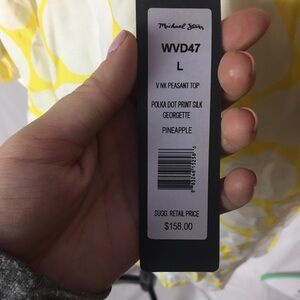 Michael Stars
WVD47
L
V NK PEASANT TOP
POLKA DOT PRINT SILK
GEORGETTE
PINEAPPLE
SUGG. RETAIL PRICE
$158.00